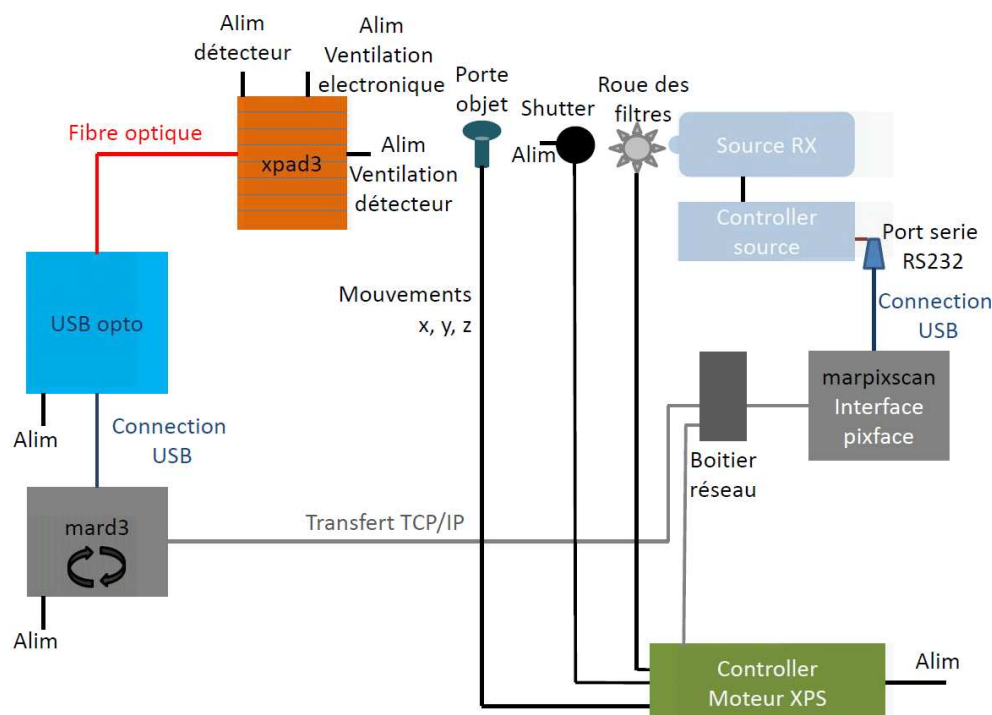 Alim
détecteur
Alim
Ventilation
electronique
Porte
objet
Shutter
Roue des
filtres
Fibre optique
xpad3
Alim
Ventilation
détecteur
Alim
Source RX
Controller
source
Port serie
RS232
Mouvements
x, y, z
Connection
USB
USB opto
marpixscan
Interface
pixface
Alim
Connection
USB
Boitier
réseau
mard3
Transfert TCP/IP
Alim
Controller
Moteur XPS
Alim